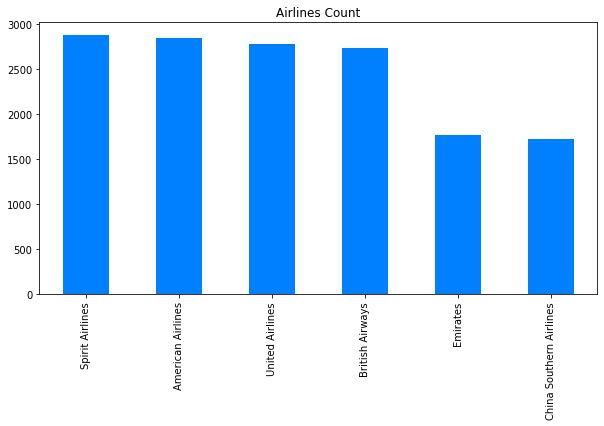 Airlines Count
3000
2500
2000
1500
1000
500
0
Spirit Airlines
American Airlines
United Airlines
British Airways
Emirates
China Southern Airlines